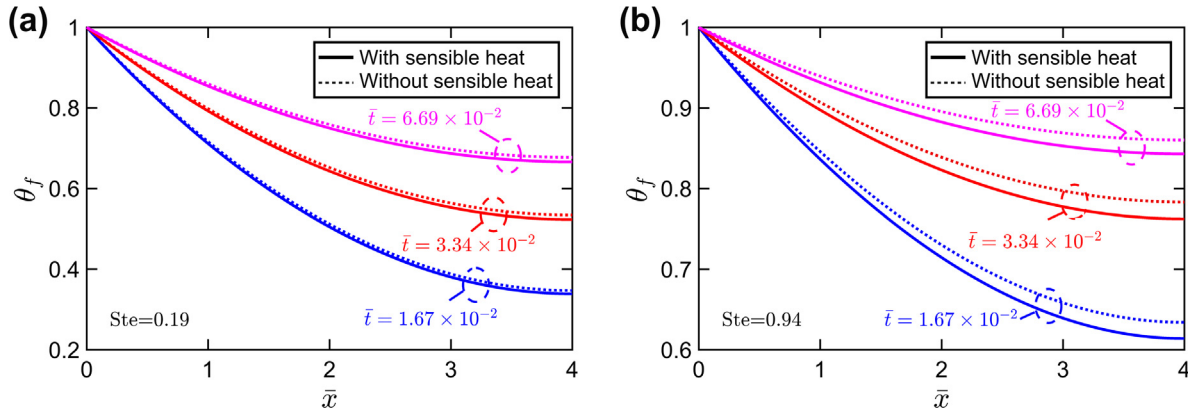 (a)
1
With sensible heat
Without sensible heat
0.8
t̄ = 6.69 × 10⁻²
θ_f
0.6
t̄ = 3.34 × 10⁻²
0.4
Ste=0.19
t̄ = 1.67 × 10⁻²
0.2
0 1 2 3 4
x̄
(b)
1
With sensible heat
Without sensible heat
0.9
t̄ = 6.69 × 10⁻²
θ_f
0.8
t̄ = 3.34 × 10⁻²
0.7
Ste=0.94
t̄ = 1.67 × 10⁻²
0.6
0 1 2 3 4
x̄